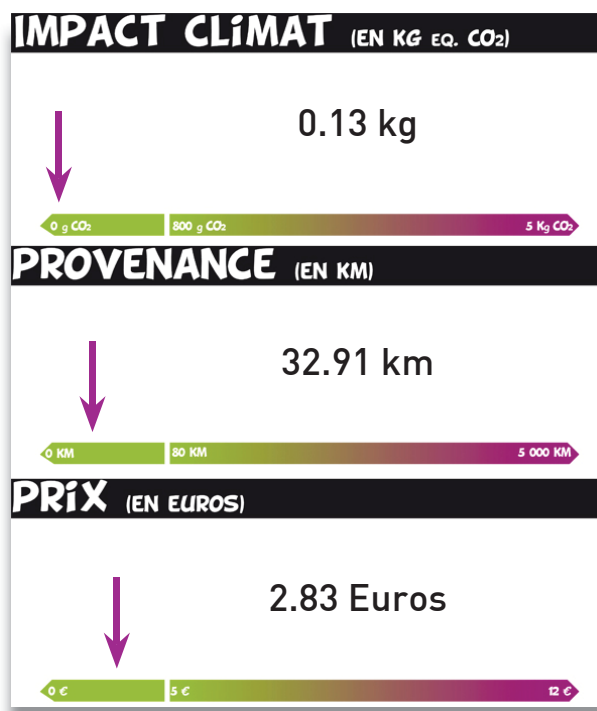 IMPACT CLiMAT (EN KG EQ. CO₂)
0.13 kg
0 g CO₂ 800 g CO₂ 5 Kg CO₂
PROVENANCE (EN KM)
32.91 km
0 KM 80 KM 5 000 KM
PRiX (EN EUROS)
2.83 Euros
0 € 5 € 12 €